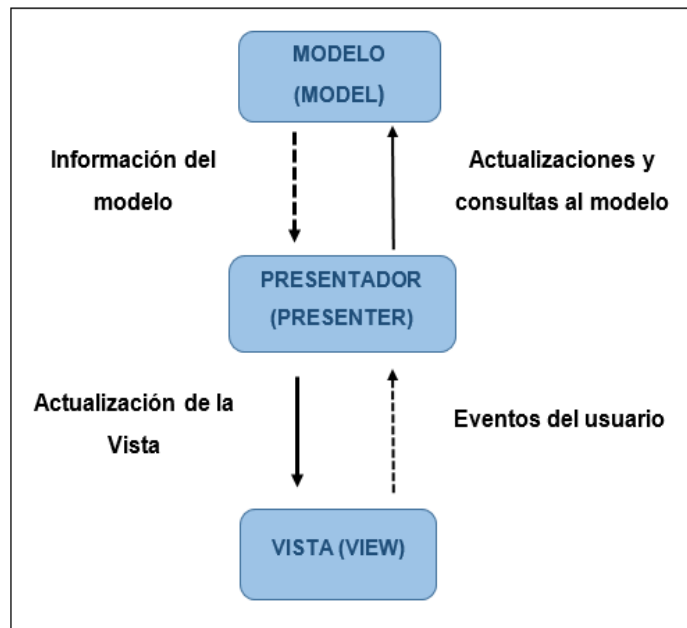 MODELO
(MODEL)
Información del
modelo
Actualizaciones y
consultas al modelo
PRESENTADOR
(PRESENTER)
Actualización de la
Vista
Eventos del usuario
VISTA (VIEW)